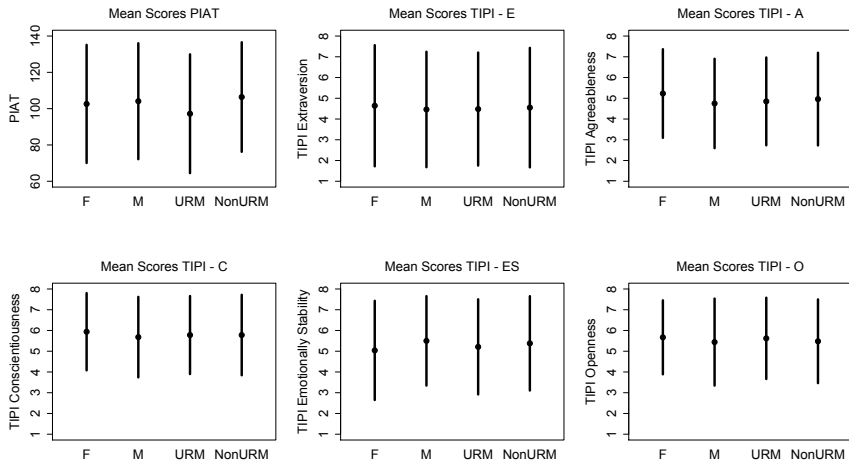 Mean Scores PIAT
PIAT
140
120
100
80
60
F M URM NonURM
Mean Scores TIPI - E
TIPI Extraversion
8
7
6
5
4
3
2
1
F M URM NonURM
Mean Scores TIPI - A
TIPI Agreeableness
8
7
6
5
4
3
2
1
F M URM NonURM
Mean Scores TIPI - C
TIPI Conscientiousness
8
7
6
5
4
3
2
1
F M URM NonURM
Mean Scores TIPI - ES
TIPI Emotionally Stability
8
7
6
5
4
3
2
1
F M URM NonURM
Mean Scores TIPI - O
TIPI Openness
8
7
6
5
4
3
2
1
F M URM NonURM